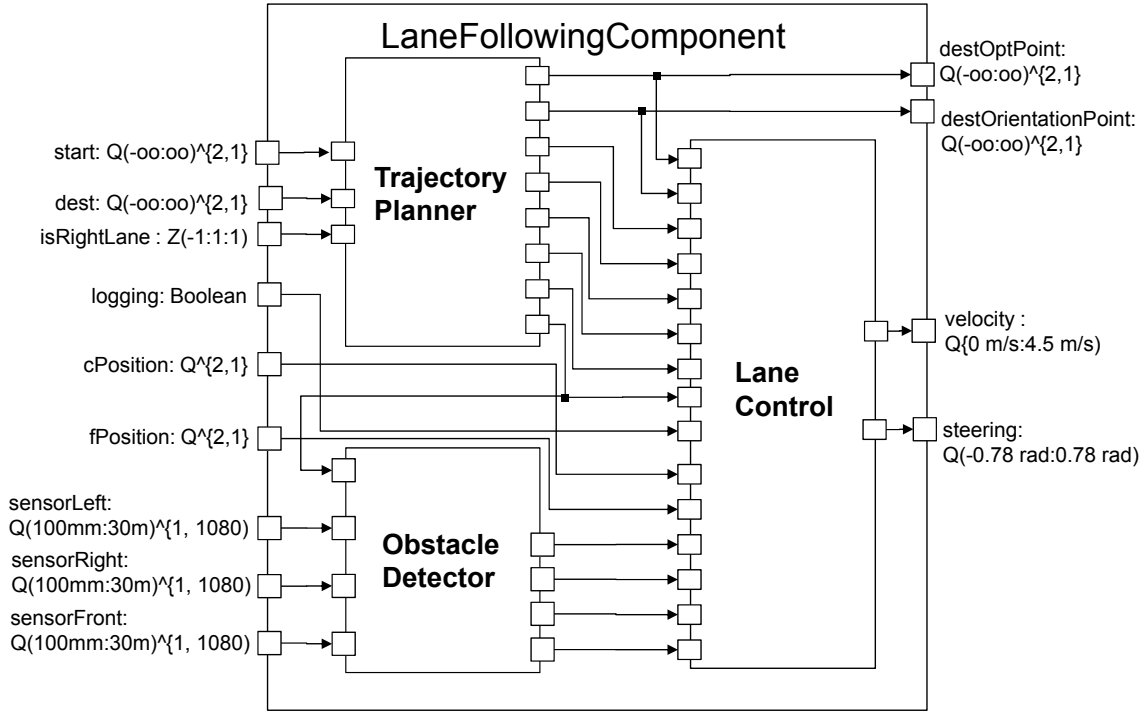 LaneFollowingComponent
destOptPoint:
Q(-oo:oo)^{2,1}
destOrientationPoint:
Q(-oo:oo)^{2,1}
start: Q(-oo:oo)^{2,1}
dest: Q(-oo:oo)^{2,1}
isRightLane : Z(-1:1:1)
Trajectory
Planner
logging: Boolean
velocity :
Q{0 m/s:4.5 m/s)
cPosition: Q^{2,1}
Lane
Control
fPosition: Q^{2,1}
steering:
Q(-0.78 rad:0.78 rad)
sensorLeft:
Q(100mm:30m)^{1, 1080)
sensorRight:
Q(100mm:30m)^{1, 1080)
sensorFront:
Q(100mm:30m)^{1, 1080)
Obstacle
Detector